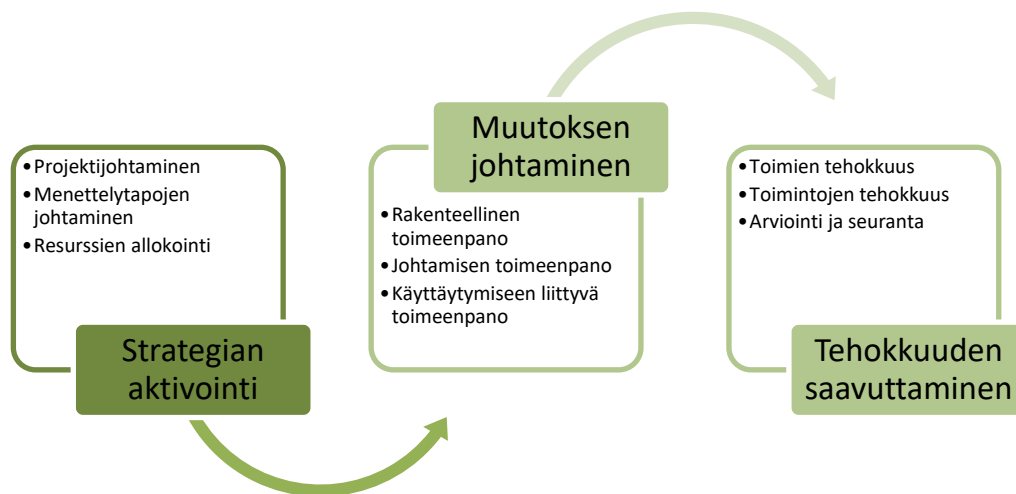 •Projektijohtaminen
•Menettelytapojen
johtaminen
•Resurssien allokointi
Strategian
aktivointi
Muutoksen
johtaminen
•Rakenteellinen
toimeenpano
•Johtamisen toimeenpano
•Käyttäytymiseen liittyvä
toimeenpano
•Toimien tehokkuus
•Toimintojen tehokkuus
•Arviointi ja seuranta
Tehokkuuden
saavuttaminen